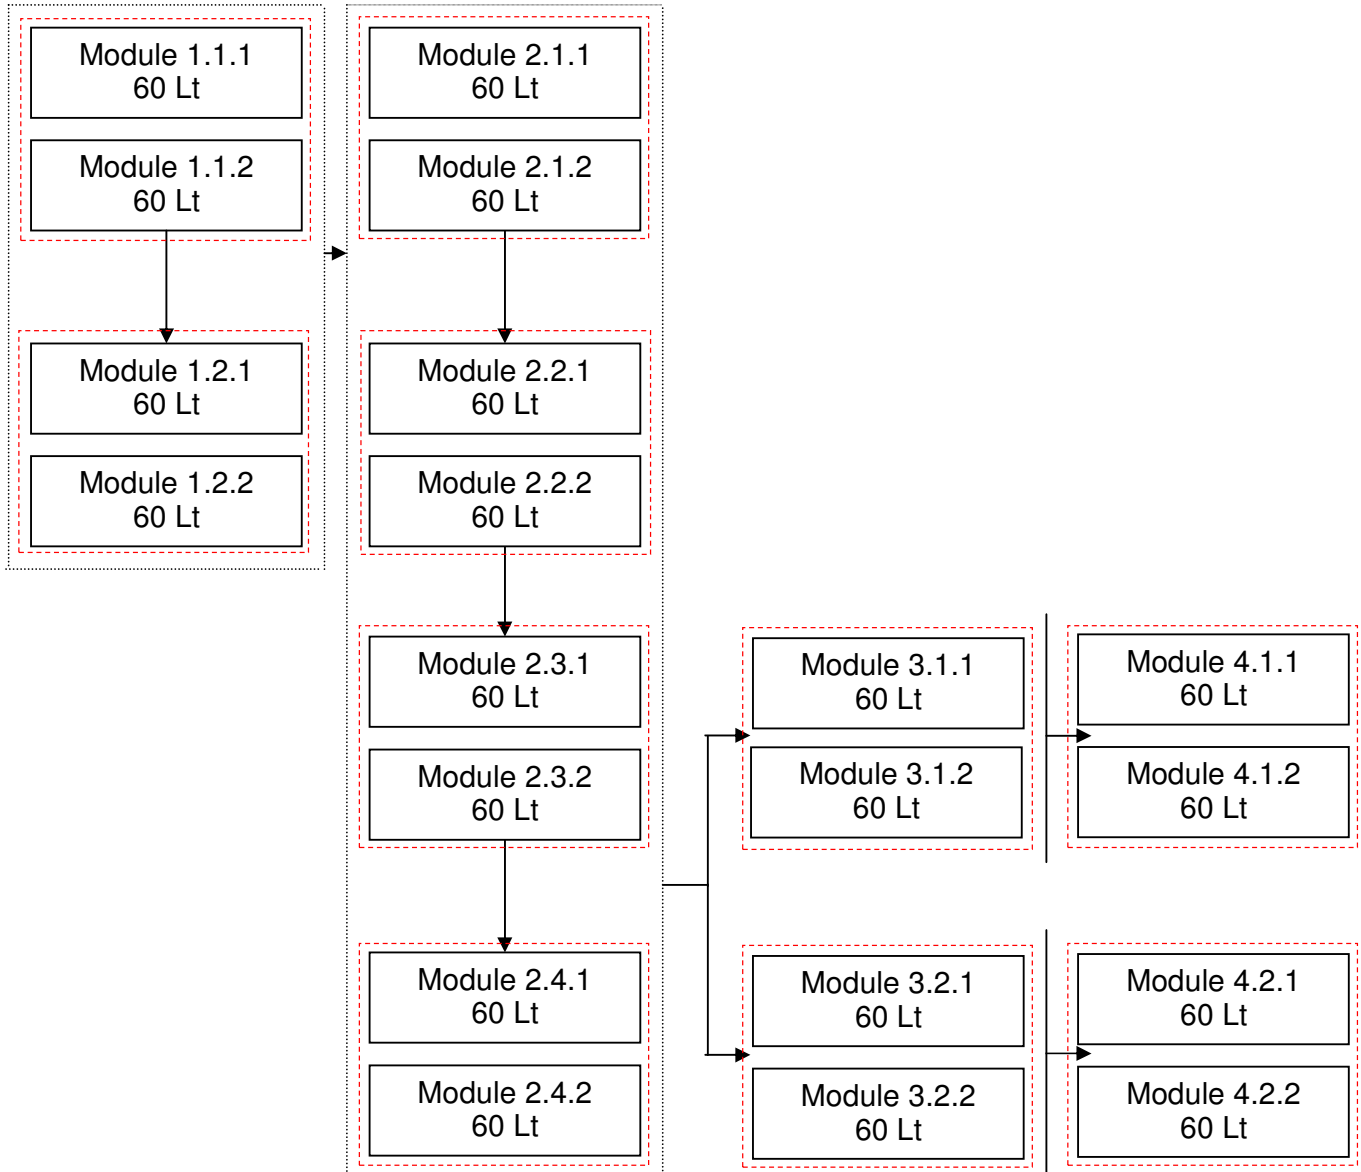 Module 1.1.1
60 Lt
Module 1.1.2
60 Lt
Module 1.2.1
60 Lt
Module 1.2.2
60 Lt
Module 2.1.1
60 Lt
Module 2.1.2
60 Lt
Module 2.2.1
60 Lt
Module 2.2.2
60 Lt
Module 2.3.1
60 Lt
Module 2.3.2
60 Lt
Module 2.4.1
60 Lt
Module 2.4.2
60 Lt
Module 3.1.1
60 Lt
Module 3.1.2
60 Lt
Module 3.2.1
60 Lt
Module 3.2.2
60 Lt
Module 4.1.1
60 Lt
Module 4.1.2
60 Lt
Module 4.2.1
60 Lt
Module 4.2.2
60 Lt